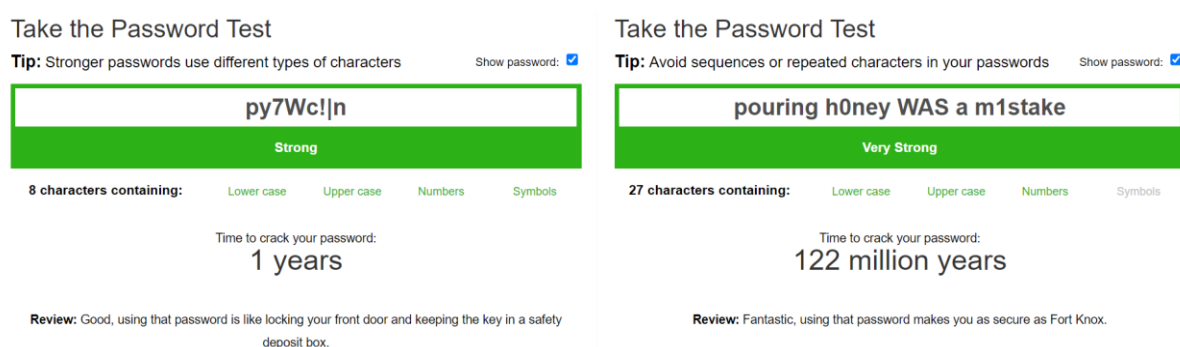 Take the Password Test
Tip: Stronger passwords use different types of characters Show password:
py7Wc!|n
Strong
8 characters containing: Lower case Upper case Numbers Symbols
Time to crack your password:
1 years
Review: Good, using that password is like locking your front door and keeping the key in a safety
deposit box.
Take the Password Test
Tip: Avoid sequences or repeated characters in your passwords Show password:
pouring h0ney WAS a m1stake
Very Strong
27 characters containing: Lower case Upper case Numbers Symbols
Time to crack your password:
122 million years
Review: Fantastic, using that password makes you as secure as Fort Knox.